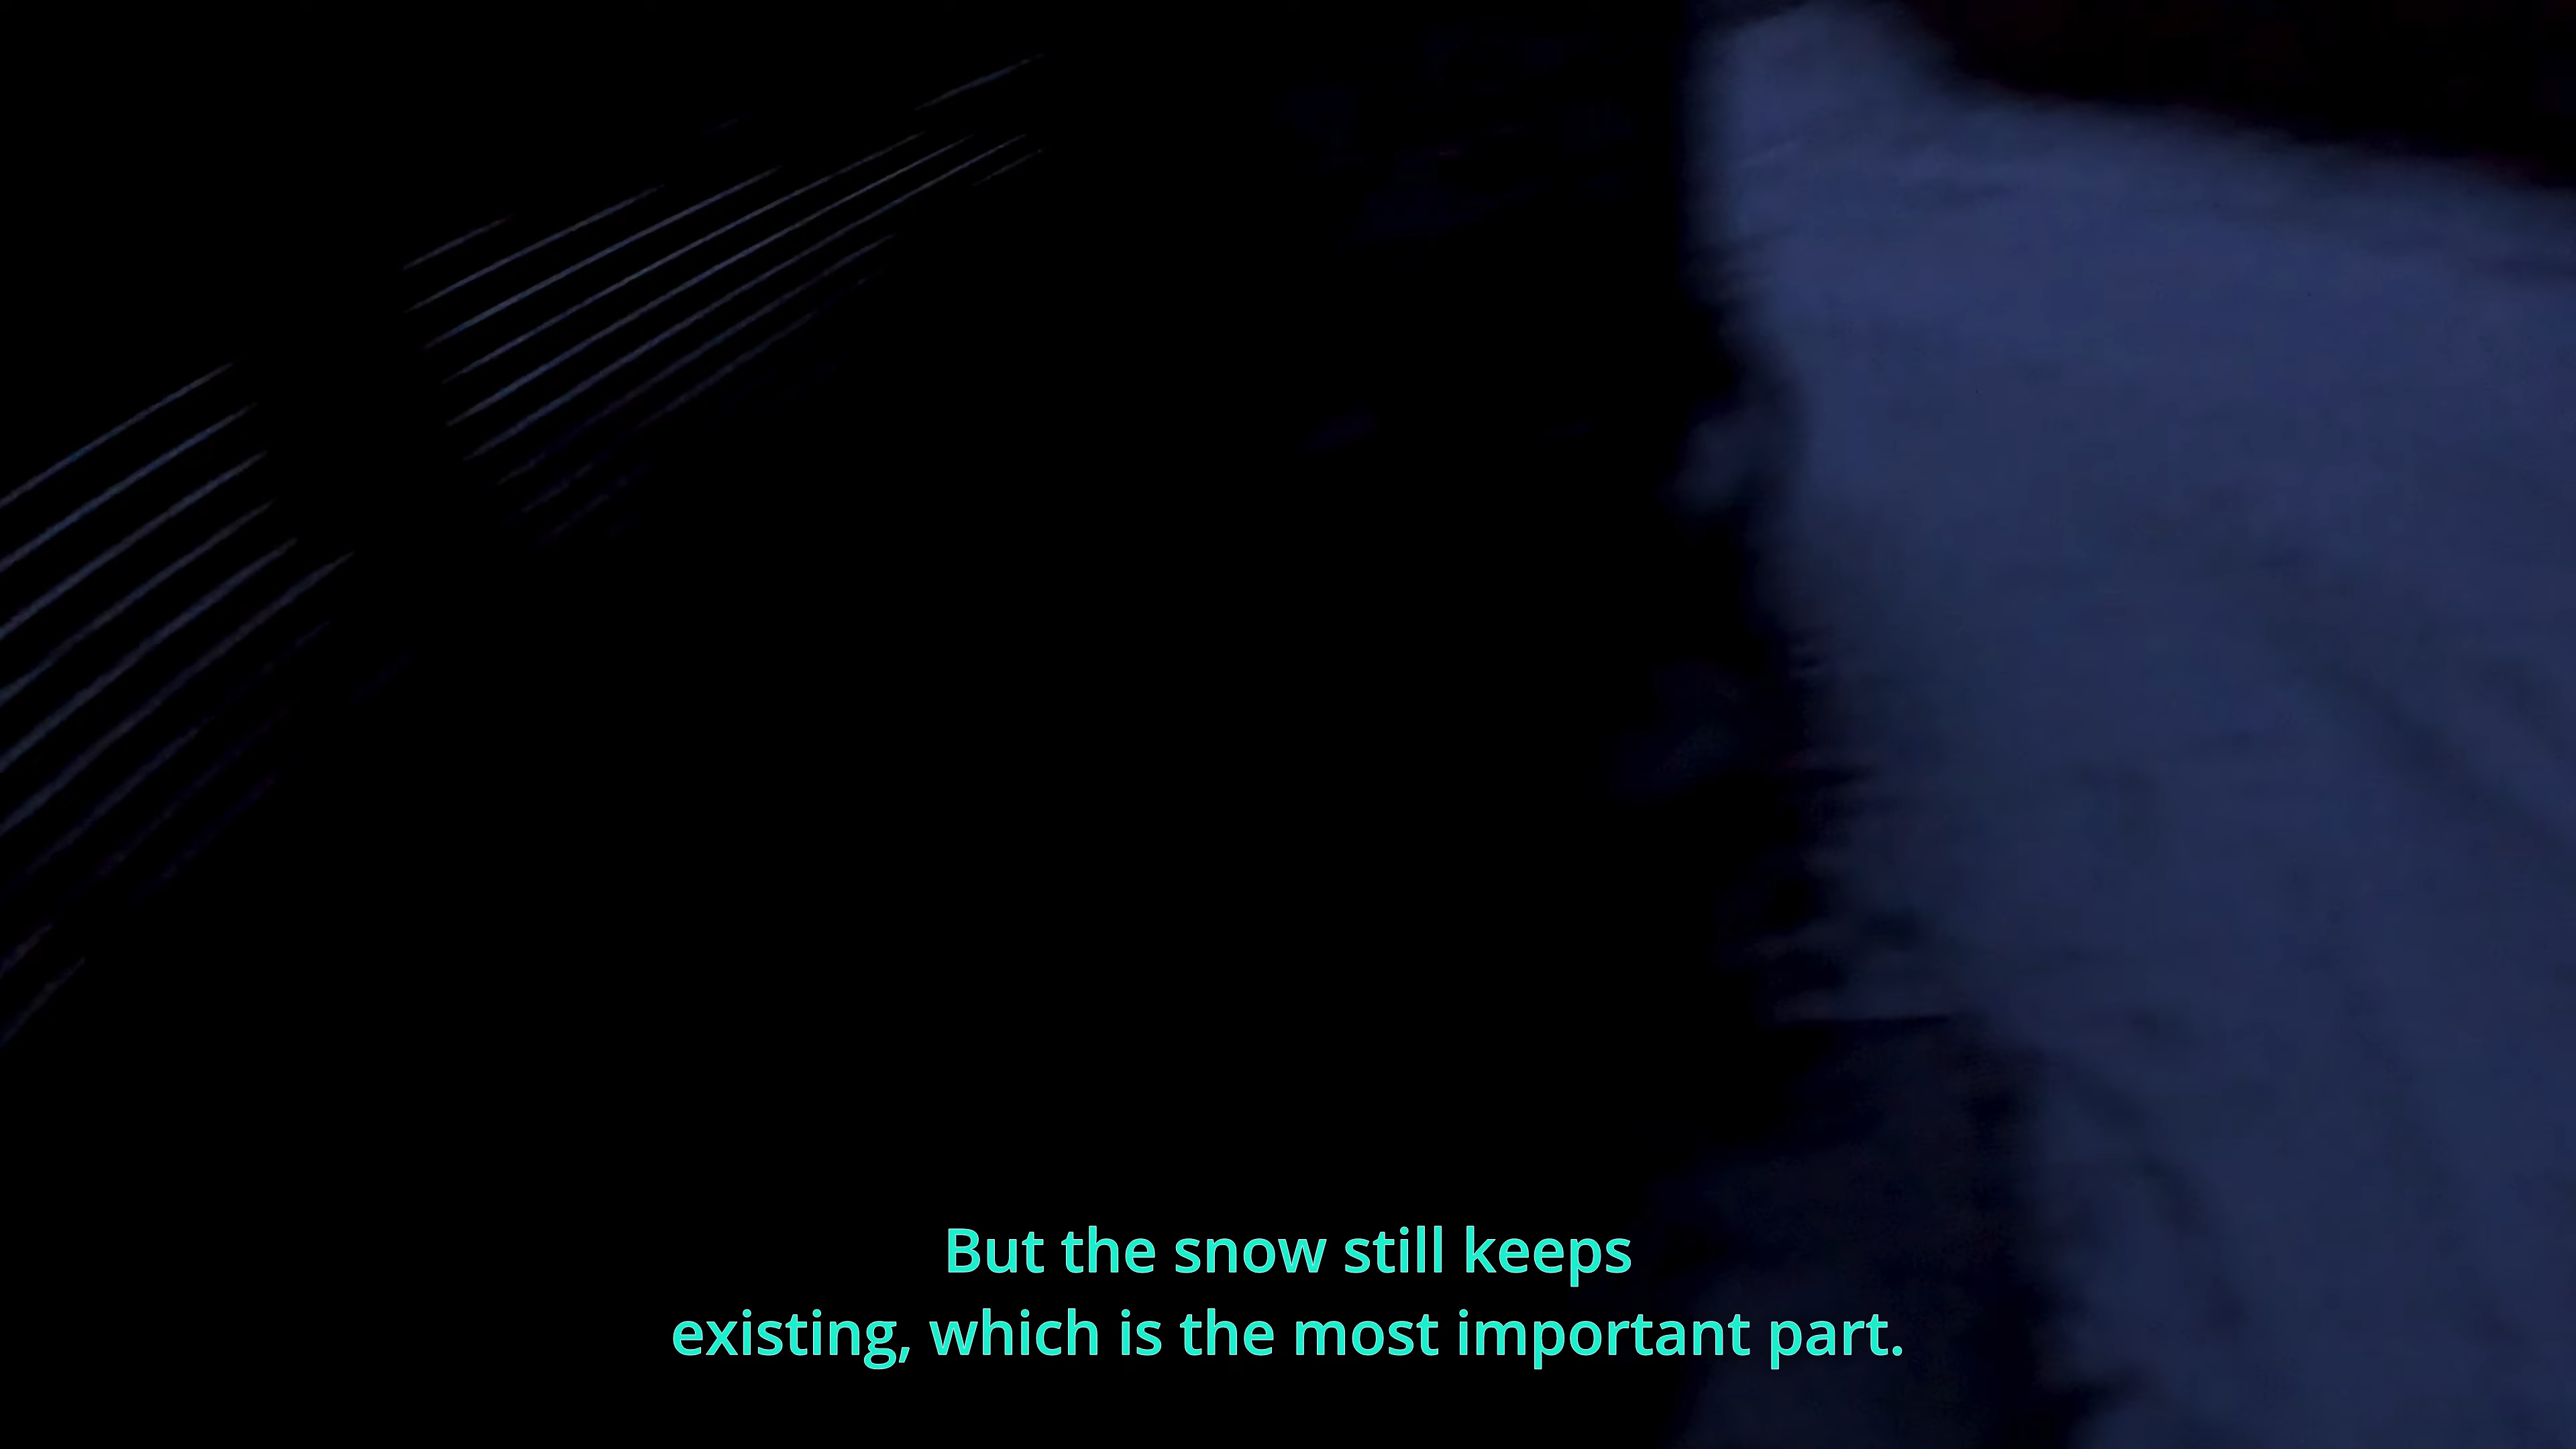 But the snow still keeps
existing, which is the most important part.